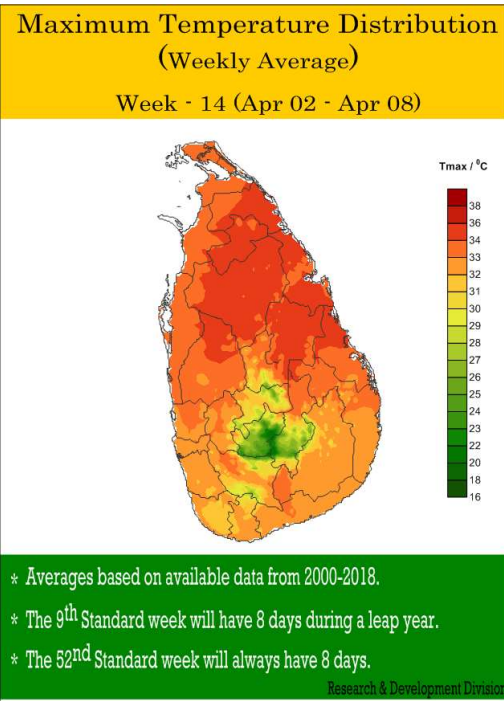 Maximum Temperature Distribution
(Weekly Average)
Week - 14 (Apr 02 - Apr 08)
Tmax / ⁰C
38
36
34
33
32
31
30
29
28
27
26
25
24
23
22
20
18
16
* Averages based on available data from 2000-2018.
* The 9th Standard week will have 8 days during a leap year.
* The 52nd Standard week will always have 8 days.
Research & Development Division